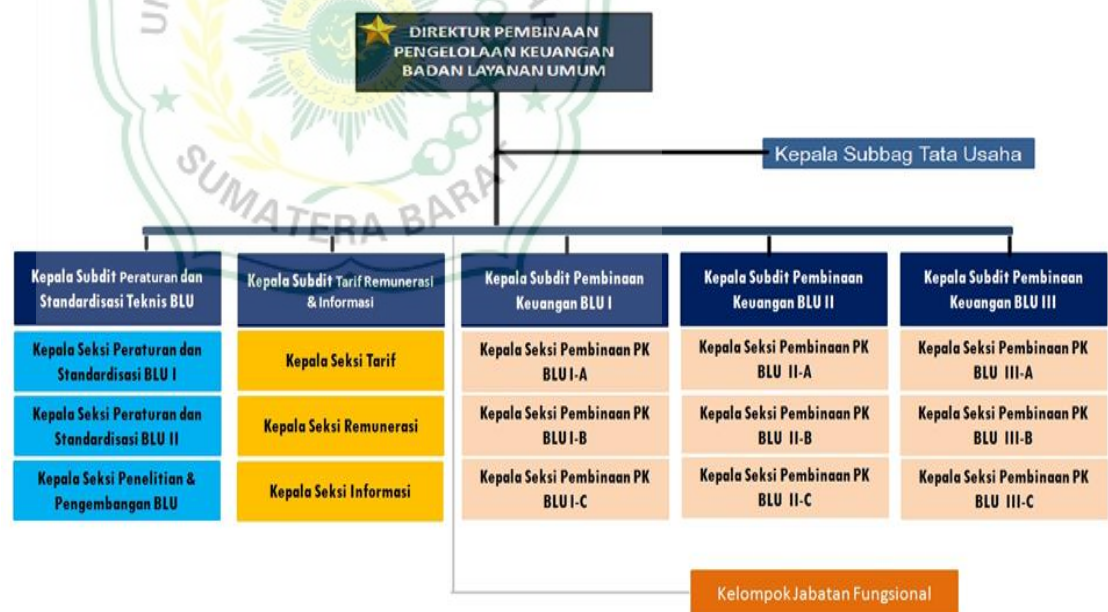 DIREKTUR PEMBINAAN
PENGELOLAAN KEUANGAN
BADAN LAYANAN UMUM
Kepala Subbag Tata Usaha
SUMATERA BARAT
Kepala Subdit Peraturan dan
Standardisasi Teknis BLU
Kepala Subdit Tarif Remunerasi
& Informasi
Kepala Subdit Pembinaan
Keuangan BLU I
Kepala Subdit Pembinaan
Keuangan BLU II
Kepala Subdit Pembinaan
Keuangan BLU III
Kepala Seksi Peraturan dan
Standardisasi BLU I
Kepala Seksi Tarif
Kepala Seksi Pembinaan PK
BLU I-A
Kepala Seksi Pembinaan PK
BLU II-A
Kepala Seksi Pembinaan PK
BLU III-A
Kepala Seksi Peraturan dan
Standardisasi BLU II
Kepala Seksi Remunerasi
Kepala Seksi Pembinaan PK
BLU I-B
Kepala Seksi Pembinaan PK
BLU II-B
Kepala Seksi Pembinaan PK
BLU III-B
Kepala Seksi Penelitian &
Pengembangan BLU
Kepala Seksi Informasi
Kepala Seksi Pembinaan PK
BLU I-C
Kepala Seksi Pembinaan PK
BLU II-C
Kepala Seksi Pembinaan PK
BLU III-C
Kelompok Jabatan Fungsional